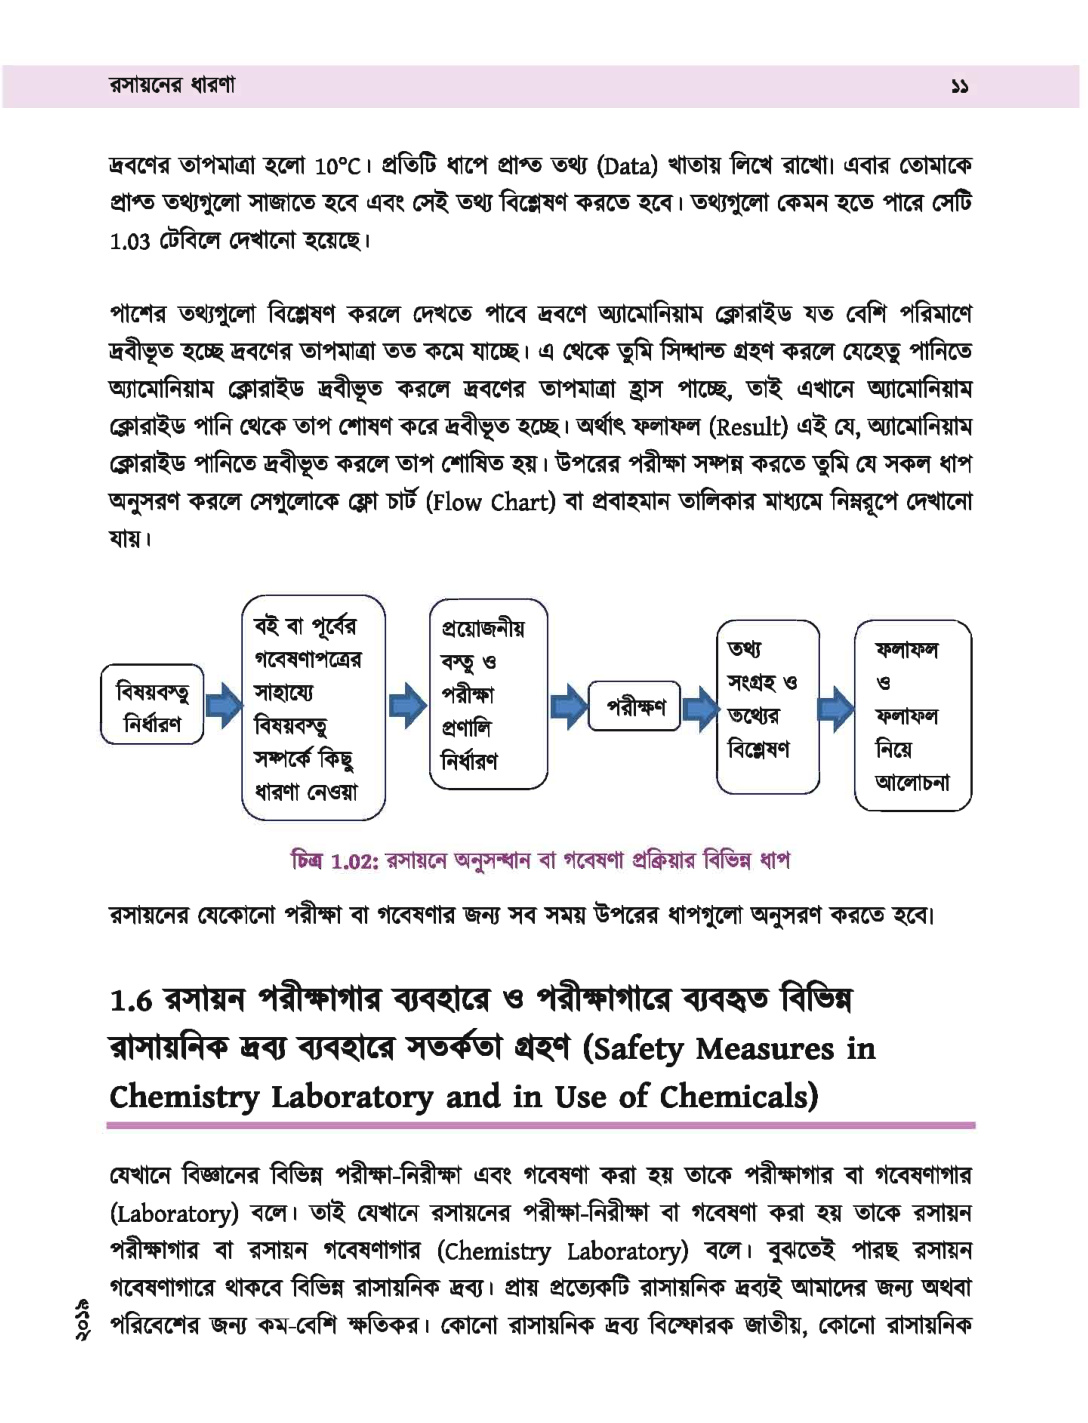 রসায়নের ধারণা ১১
দ্রবণের তাপমাত্রা হলো 10°C। প্রতিটি ধাপে প্রাপ্ত তথ্য (Data) খাতায় লিখে রাখো। এবার তোমাকে
প্রাপ্ত তথ্যগুলো সাজাতে হবে এবং সেই তথ্য বিশ্লেষণ করতে হবে। তথ্যগুলো কেমন হতে পারে সেটি
1.03 টেবিলে দেখানো হয়েছে।
পাশের তথ্যগুলো বিশ্লেষণ করলে দেখতে পাবে দ্রবণে অ্যামোনিয়াম ক্লোরাইড যত বেশি পরিমাণে
দ্রবীভূত হচ্ছে দ্রবণের তাপমাত্রা তত কমে যাচ্ছে। এ থেকে তুমি সিদ্ধান্ত গ্রহণ করলে যেহেতু পানিতে
অ্যামোনিয়াম ক্লোরাইড দ্রবীভূত করলে দ্রবণের তাপমাত্রা হ্রাস পাচ্ছে, তাই এখানে অ্যামোনিয়াম
ক্লোরাইড পানি থেকে তাপ শোষণ করে দ্রবীভূত হচ্ছে। অর্থাৎ ফলাফল (Result) এই যে, অ্যামোনিয়াম
ক্লোরাইড পানিতে দ্রবীভূত করলে তাপ শোষিত হয়। উপরের পরীক্ষা সম্পন্ন করতে তুমি যে সকল ধাপ
অনুসরণ করলে সেগুলোকে ফ্লো চার্ট (Flow Chart) বা প্রবাহমান তালিকার মাধ্যমে নিম্নরূপে দেখানো
যায়।
বিষয়বস্তু
নির্ধারণ
বই বা পূর্বের
গবেষণাপত্রের
সাহায্যে
বিষয়বস্তু
সম্পর্কে কিছু
ধারণা নেওয়া
প্রয়োজনীয়
বস্তু ও
পরীক্ষা
প্রণালি
নির্ধারণ
পরীক্ষণ
তথ্য
সংগ্রহ ও
তথ্যের
বিশ্লেষণ
ফলাফল
ও
ফলাফল
নিয়ে
আলোচনা
চিত্র 1.02: রসায়নে অনুসন্ধান বা গবেষণা প্রক্রিয়ার বিভিন্ন ধাপ
রসায়নের যেকোনো পরীক্ষা বা গবেষণার জন্য সব সময় উপরের ধাপগুলো অনুসরণ করতে হবে।
1.6 রসায়ন পরীক্ষাগার ব্যবহারে ও পরীক্ষাগারে ব্যবহৃত বিভিন্ন
রাসায়নিক দ্রব্য ব্যবহারে সতর্কতা গ্রহণ (Safety Measures in
Chemistry Laboratory and in Use of Chemicals)
যেখানে বিজ্ঞানের বিভিন্ন পরীক্ষা-নিরীক্ষা এবং গবেষণা করা হয় তাকে পরীক্ষাগার বা গবেষণাগার
(Laboratory) বলে। তাই যেখানে রসায়নের পরীক্ষা-নিরীক্ষা বা গবেষণা করা হয় তাকে রসায়ন
পরীক্ষাগার বা রসায়ন গবেষণাগার (Chemistry Laboratory) বলে। বুঝতেই পারছ রসায়ন
গবেষণাগারে থাকবে বিভিন্ন রাসায়নিক দ্রব্য। প্রায় প্রত্যেকটি রাসায়নিক দ্রব্যই আমাদের জন্য অথবা
পরিবেশের জন্য কম-বেশি ক্ষতিকর। কোনো রাসায়নিক দ্রব্য বিস্ফোরক জাতীয়, কোনো রাসায়নিক
২০১৯